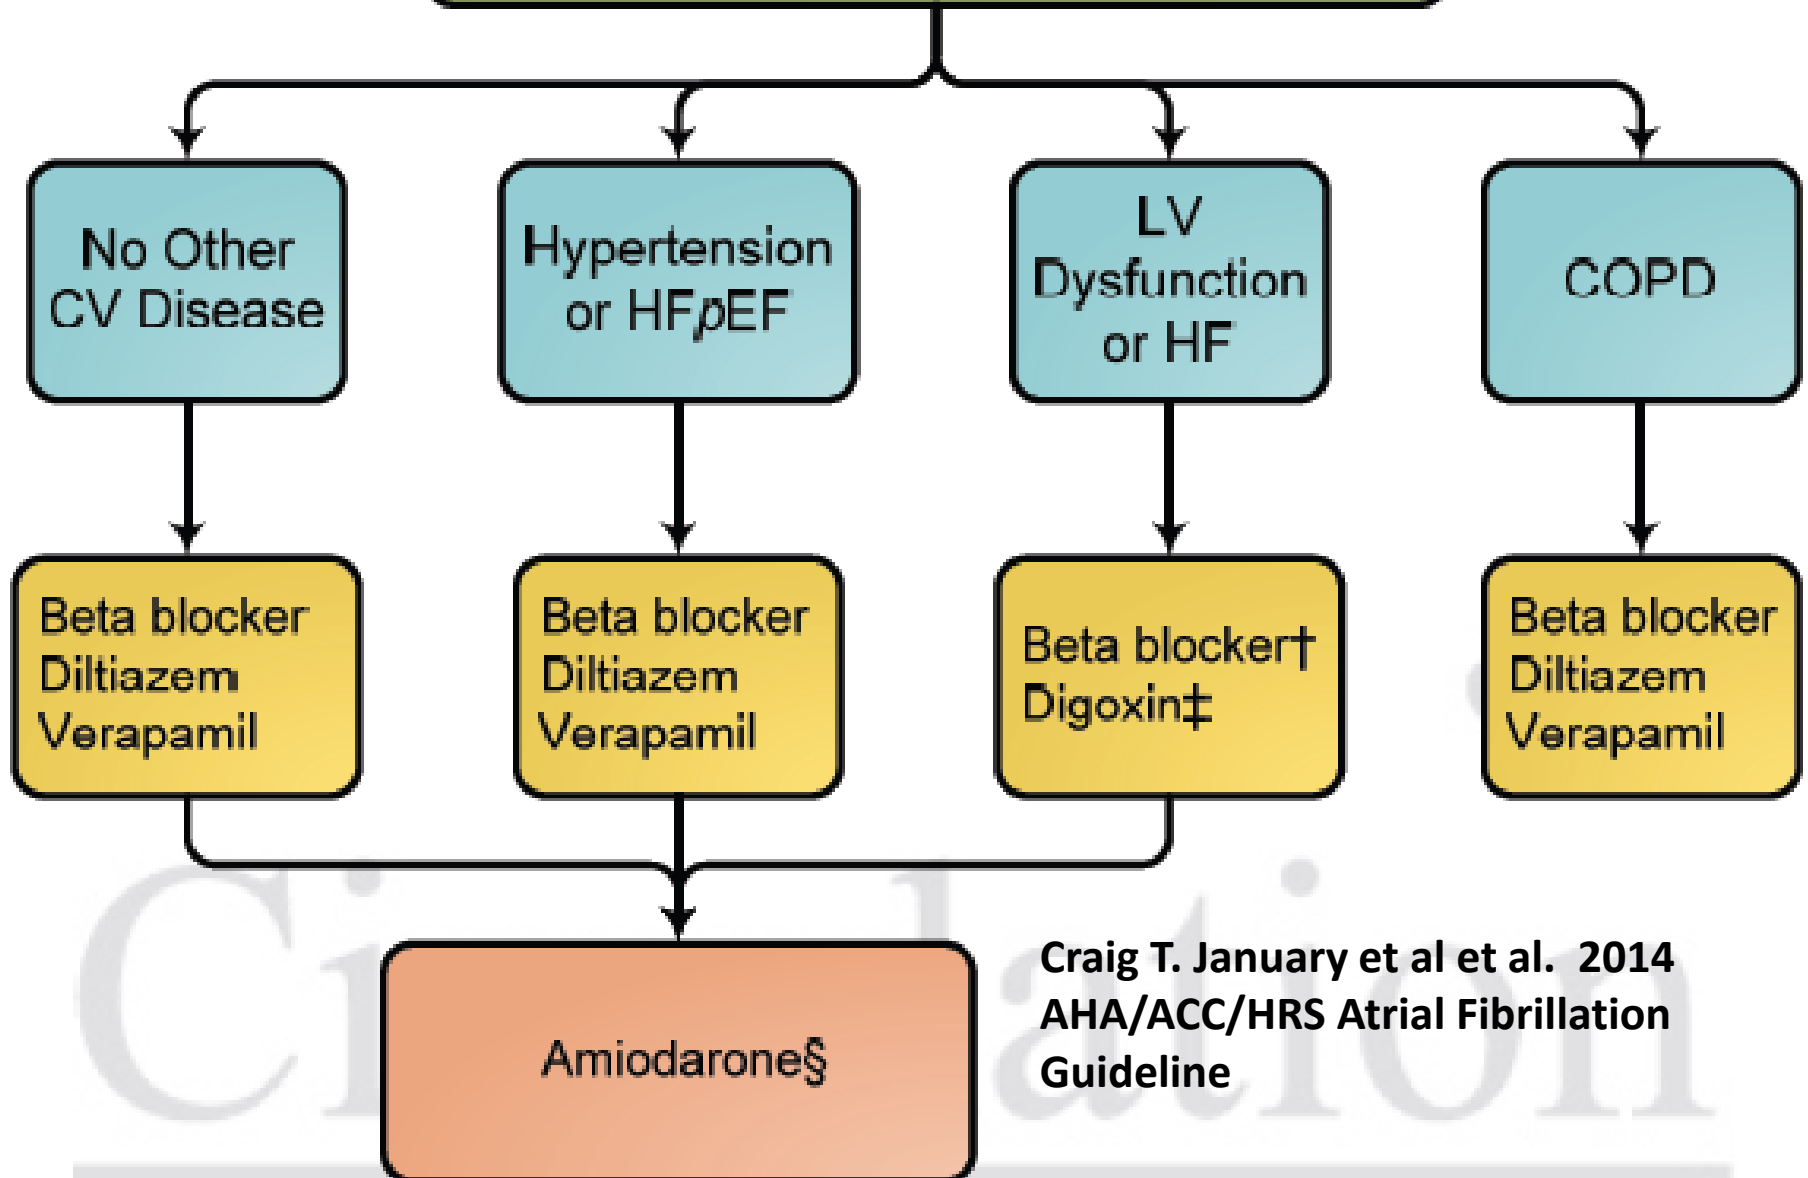 No Other
CV Disease
Hypertension
or HFpEF
LV
Dysfunction
or HF
COPD
Beta blocker
Diltiazem
Verapamil
Beta blocker
Diltiazem
Verapamil
Beta blocker†
Digoxin‡
Beta blocker
Diltiazem
Verapamil
Amiodarone§
Craig T. January et al et al. 2014
AHA/ACC/HRS Atrial Fibrillation
Guideline